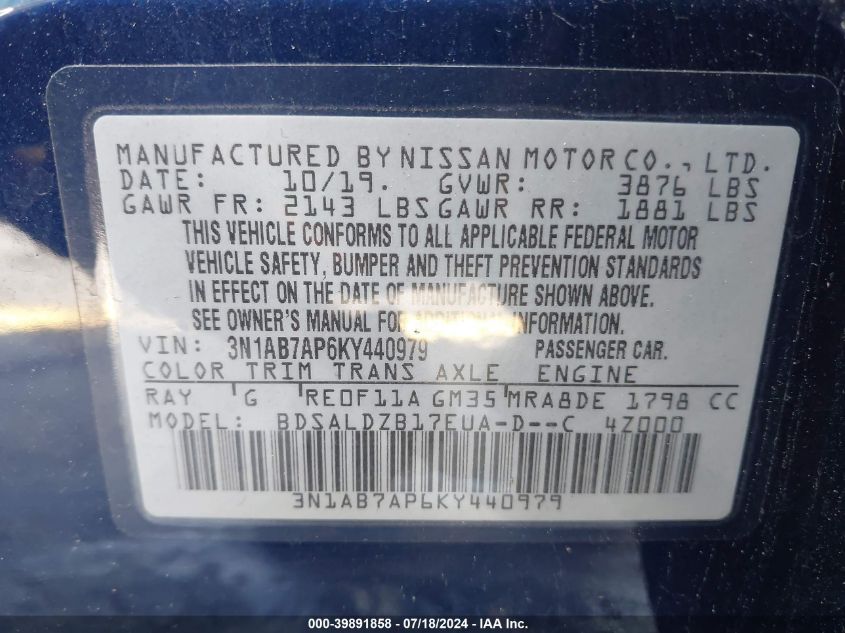 MANUFACTURED BY NISSAN MOTOR CO., LTD.
DATE: 10/19. GVWR: 3876 LBS
GAWR FR: 2143 LBS GAWR RR: 1881 LBS
THIS VEHICLE CONFORMS TO ALL APPLICABLE FEDERAL MOTOR
VEHICLE SAFETY, BUMPER AND THEFT PREVENTION STANDARDS
IN EFFECT ON THE DATE OF MANUFACTURE SHOWN ABOVE.
SEE OWNER'S MANUAL FOR ADDITIONAL INFORMATION.
VIN: 3N1AB7AP6KY440979 PASSENGER CAR.
COLOR TRIM TRANS AXLE ENGINE
RAY G RE0F11A GM35 MRA8DE 1798 CC
MODEL: BDSALDZB17EUA-D--C 4Z000
3N1AB7AP6KY440979
000-39891858 - 07/18/2024 - IAA Inc.